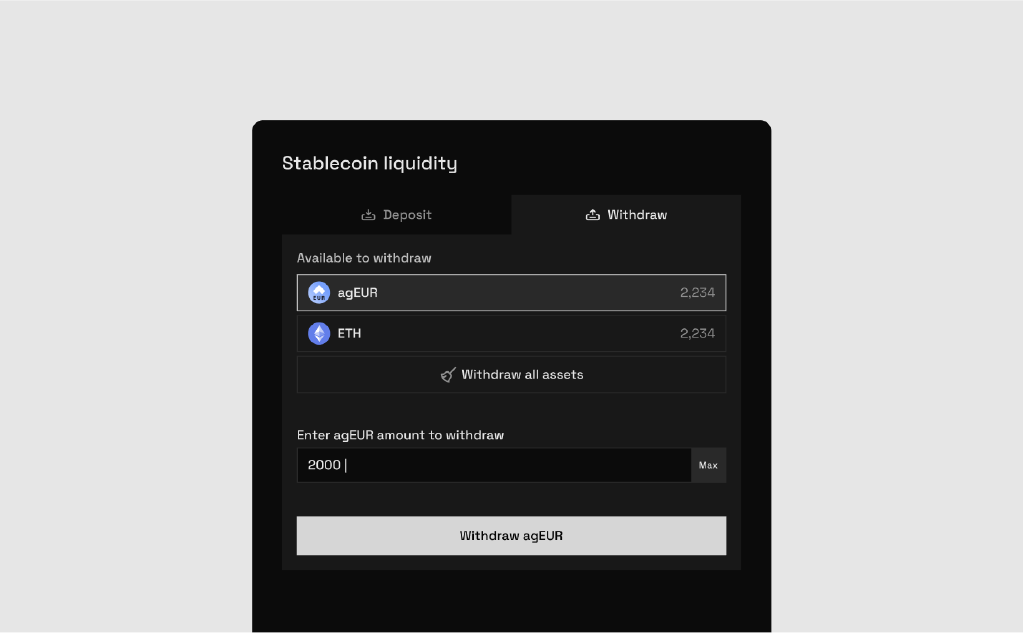 Stablecoin liquidity
Deposit
Withdraw
Available to withdraw
EUR
agEUR
2,234
ETH
2,234
Withdraw all assets
Enter agEUR amount to withdraw
2000
Max
Withdraw agEUR